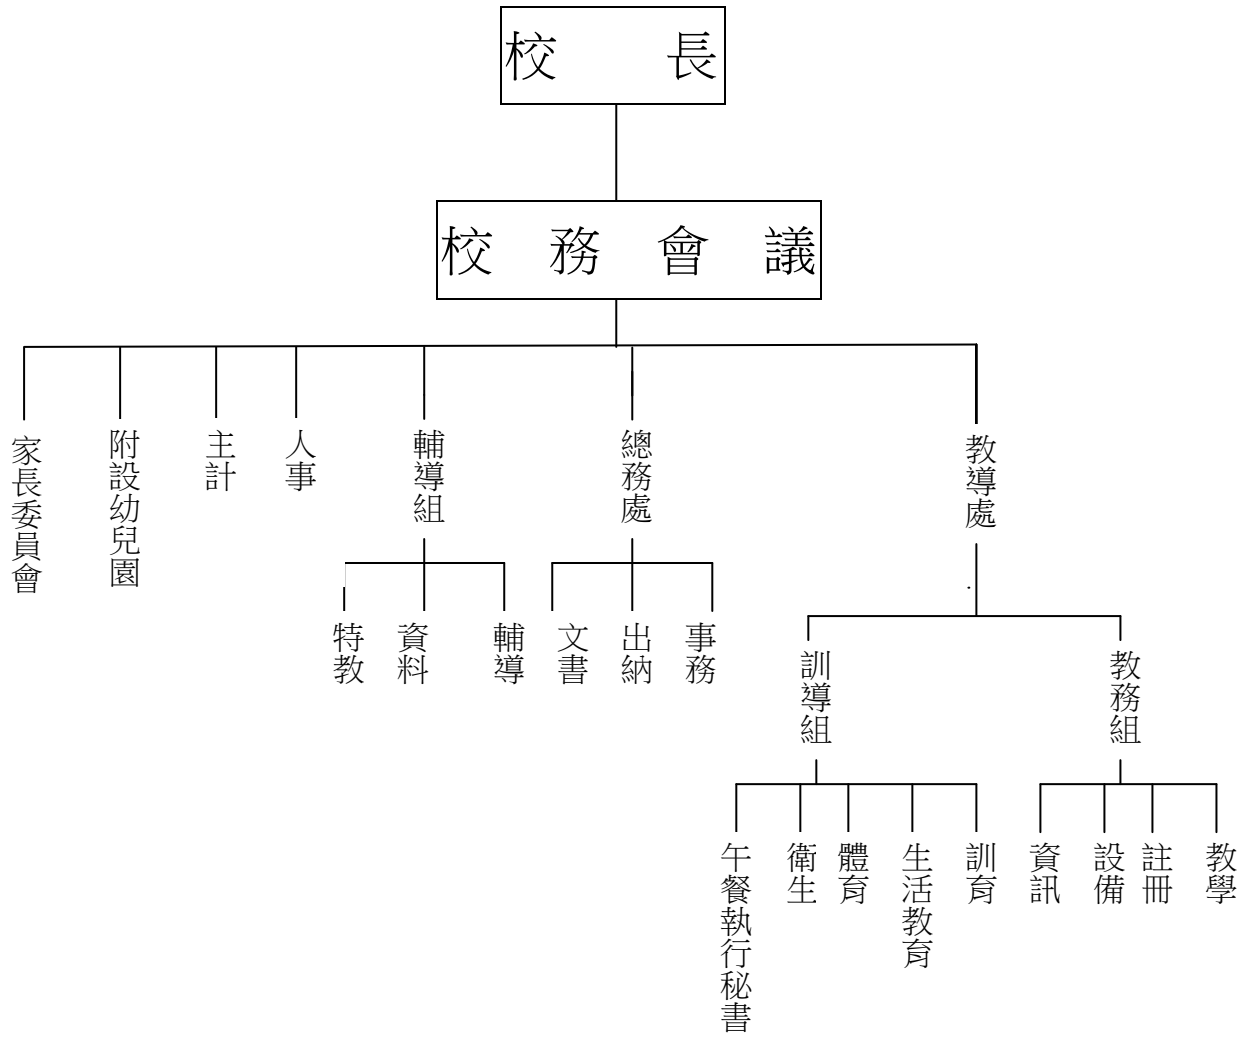 校長
校務會議
家長委員會
附設幼兒園
主計
人事
輔導組
總務處
教導處
特教
資料
輔導
文書
出納
事務
訓導組
教務組
午餐執行秘書
衛生
體育
生活教育
訓育
資訊
設備
註冊
教學